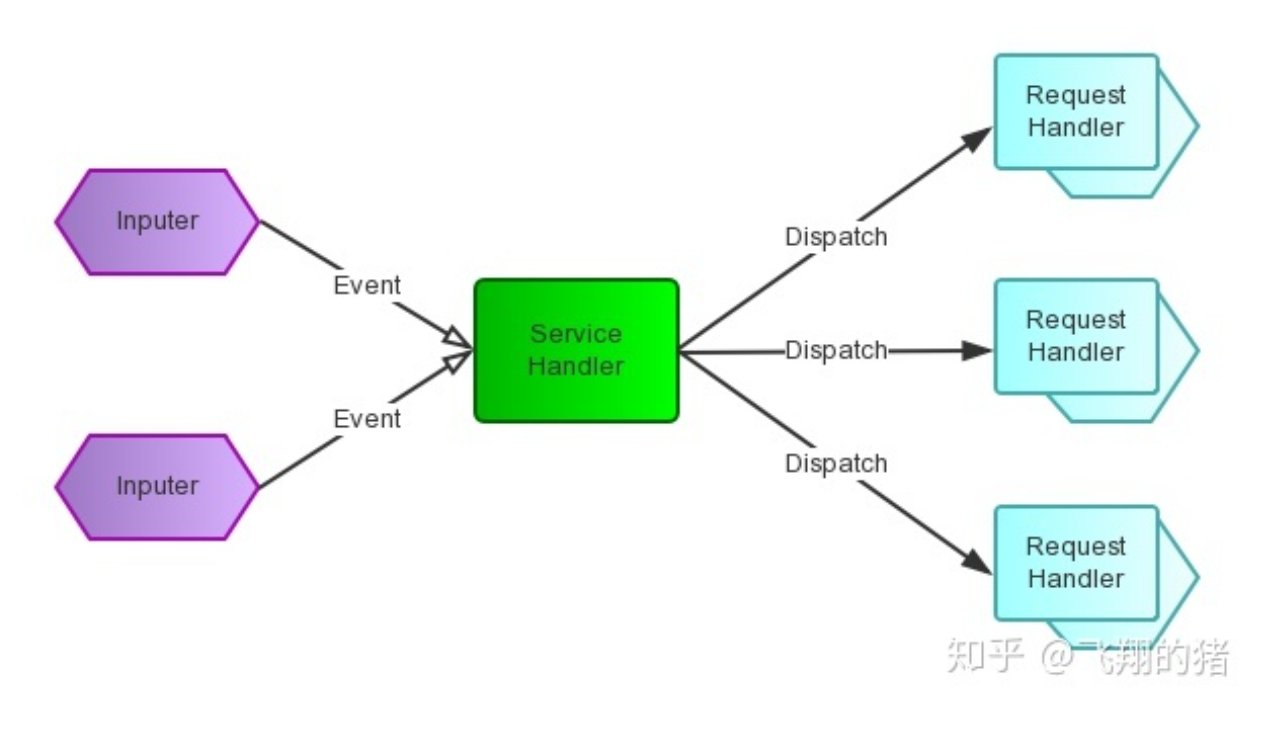 Inputer
Event
Event
Inputer
Service
Handler
Dispatch
Dispatch
Dispatch
Request
Handler
Request
Handler
Request
Handler
知乎 @飞翔的猪